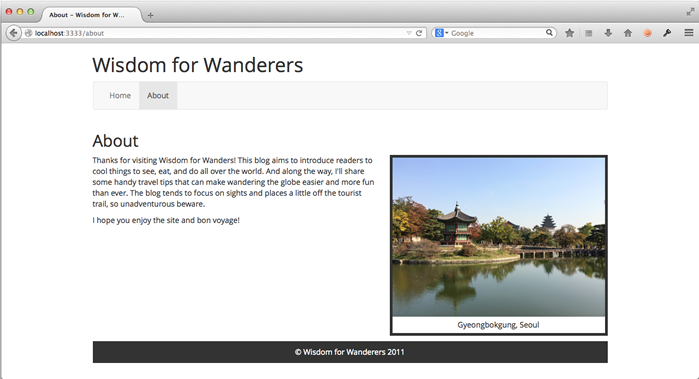 About – Wisdom for W...
localhost:3333/about
Google
Wisdom for Wanderers
Home
About
About
Thanks for visiting Wisdom for Wanders! This blog aims to introduce readers to
cool things to see, eat, and do all over the world. And along the way, I'll share
some handy travel tips that can make wandering the globe easier and more fun
than ever. The blog tends to focus on sights and places a little off the tourist
trail, so unadventurous beware.
I hope you enjoy the site and bon voyage!
Gyeongbokgung, Seoul
© Wisdom for Wanderers 2011